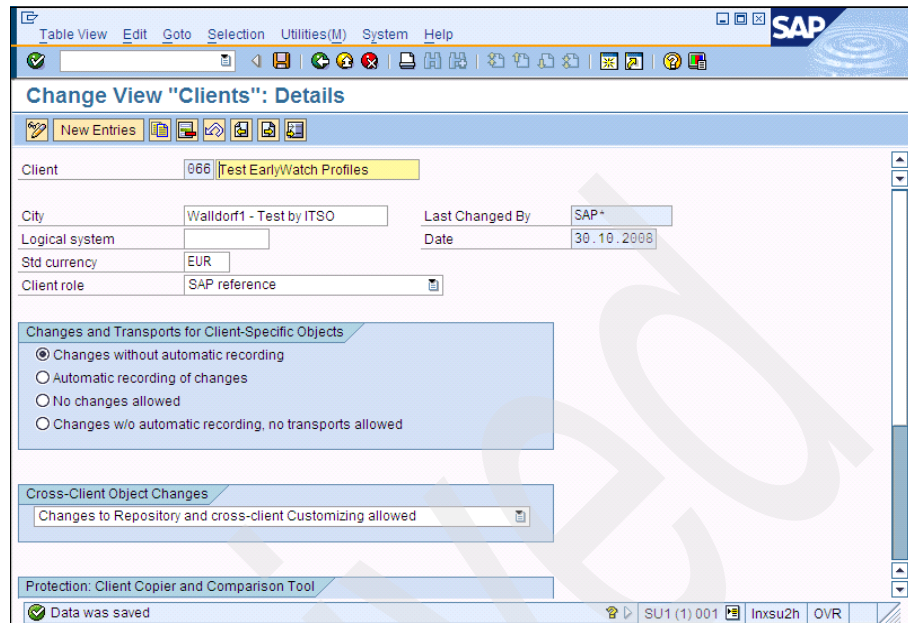 Table View Edit Goto Selection Utilities(M) System Help
SAP
Change View "Clients": Details
New Entries
Client 066 Test EarlyWatch Profiles
City Walldorf1 - Test by ITSO Last Changed By SAP*
Logical system Date 30.10.2008
Std currency EUR
Client role SAP reference
Changes and Transports for Client-Specific Objects
Changes without automatic recording
Automatic recording of changes
No changes allowed
Changes w/o automatic recording, no transports allowed
Cross-Client Object Changes
Changes to Repository and cross-client Customizing allowed
Protection: Client Copier and Comparison Tool
Data was saved SU1 (1) 001 lnxsu2h OVR